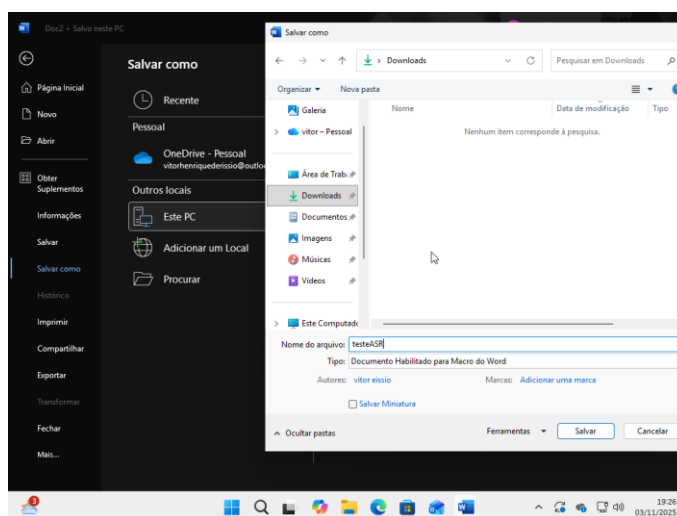 Doc2 • Salvo neste PC
Salvar como
Downloads
Pesquisar em Downloads
Organizar
Nova pasta
Nome
Data de modificação
Tipo
Nenhum item corresponde à pesquisa.
Galeria
vitor – Pessoal
Área de Trab
Downloads
Documentos
Imagens
Músicas
Vídeos
Este Computad
Nome do arquivo: testeASR
Tipo: Documento Habilitado para Macro do Word
Autores: vitor eissio
Marcas: Adicionar uma marca
Salvar Miniatura
Ocultar pastas
Ferramentas
Salvar
Cancelar
Salvar como
Recente
Pessoal
OneDrive - Pessoal
vitorhenriquederissio@outloo
Outros locais
Este PC
Adicionar um Local
Procurar
Página Inicial
Novo
Abrir
Obter
Suplementos
Informações
Salvar
Salvar como
Histórico
Imprimir
Compartilhar
Exportar
Transformar
Fechar
Mais...
19:26
03/11/2025